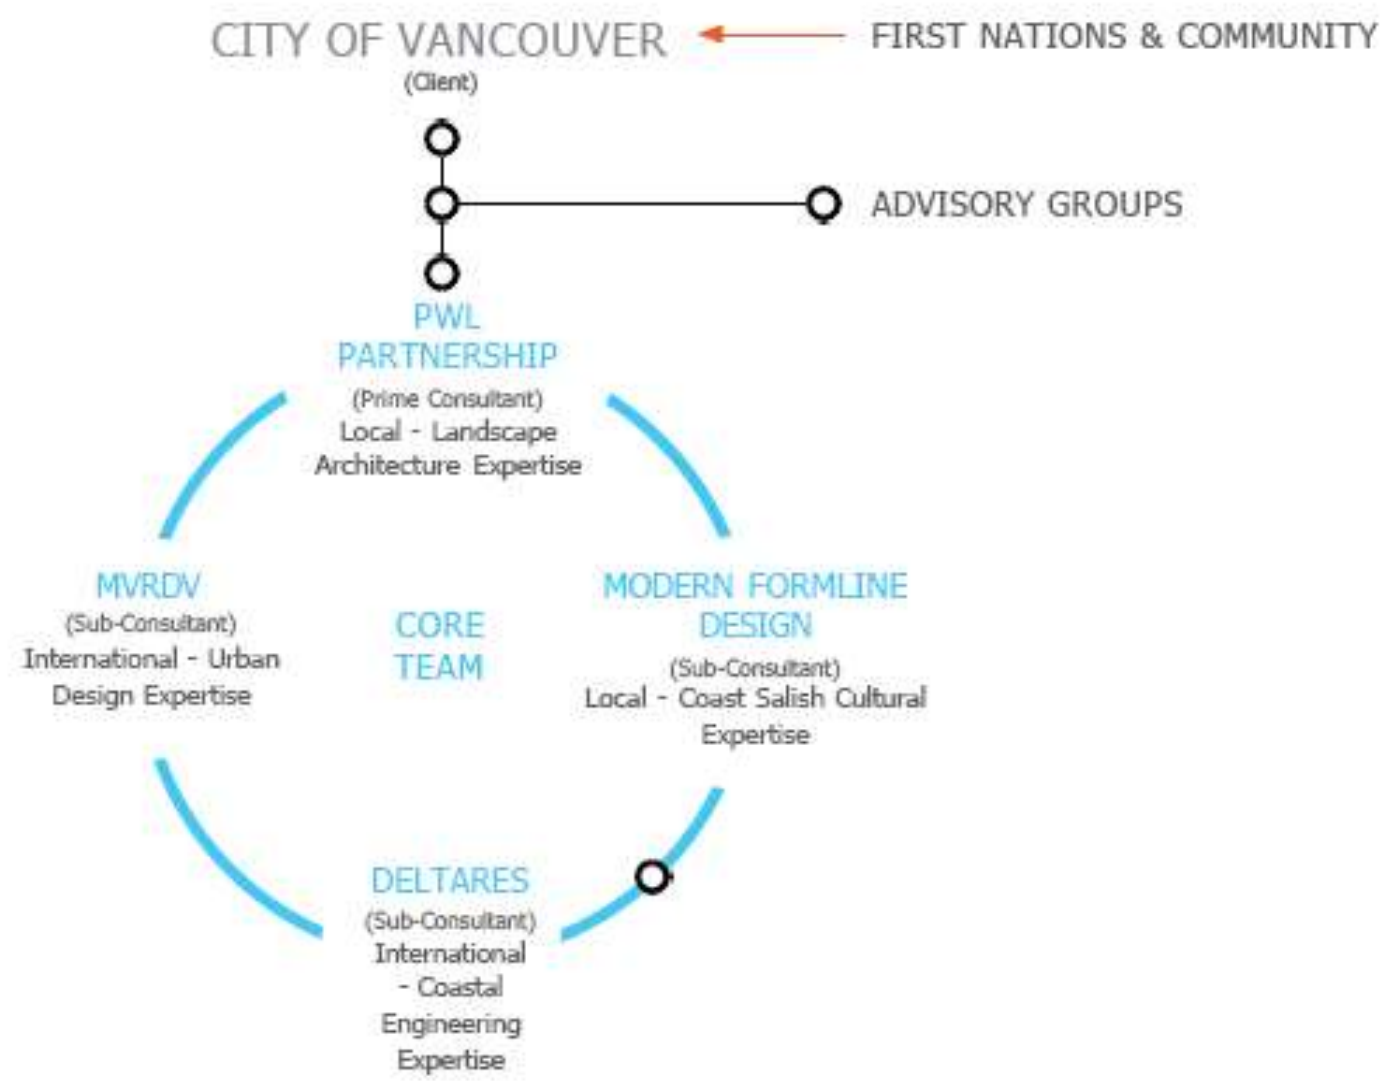 CITY OF VANCOUVER
FIRST NATIONS & COMMUNITY
(Client)
ADVISORY GROUPS
PWL
PARTNERSHIP
(Prime Consultant)
Local - Landscape
Architecture Expertise
MVRDV
(Sub-Consultant)
International - Urban
Design Expertise
CORE
TEAM
MODERN FORMLINE
DESIGN
(Sub-Consultant)
Local - Coast Salish Cultural
Expertise
DELTARES
(Sub-Consultant)
International
- Coastal
Engineering
Expertise